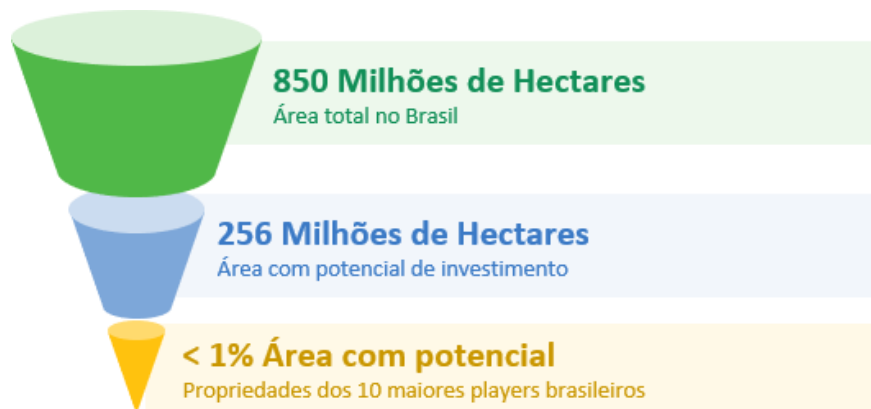 850 Milhões de Hectares
Área total no Brasil
256 Milhões de Hectares
Área com potencial de investimento
< 1% Área com potencial
Propriedades dos 10 maiores players brasileiros